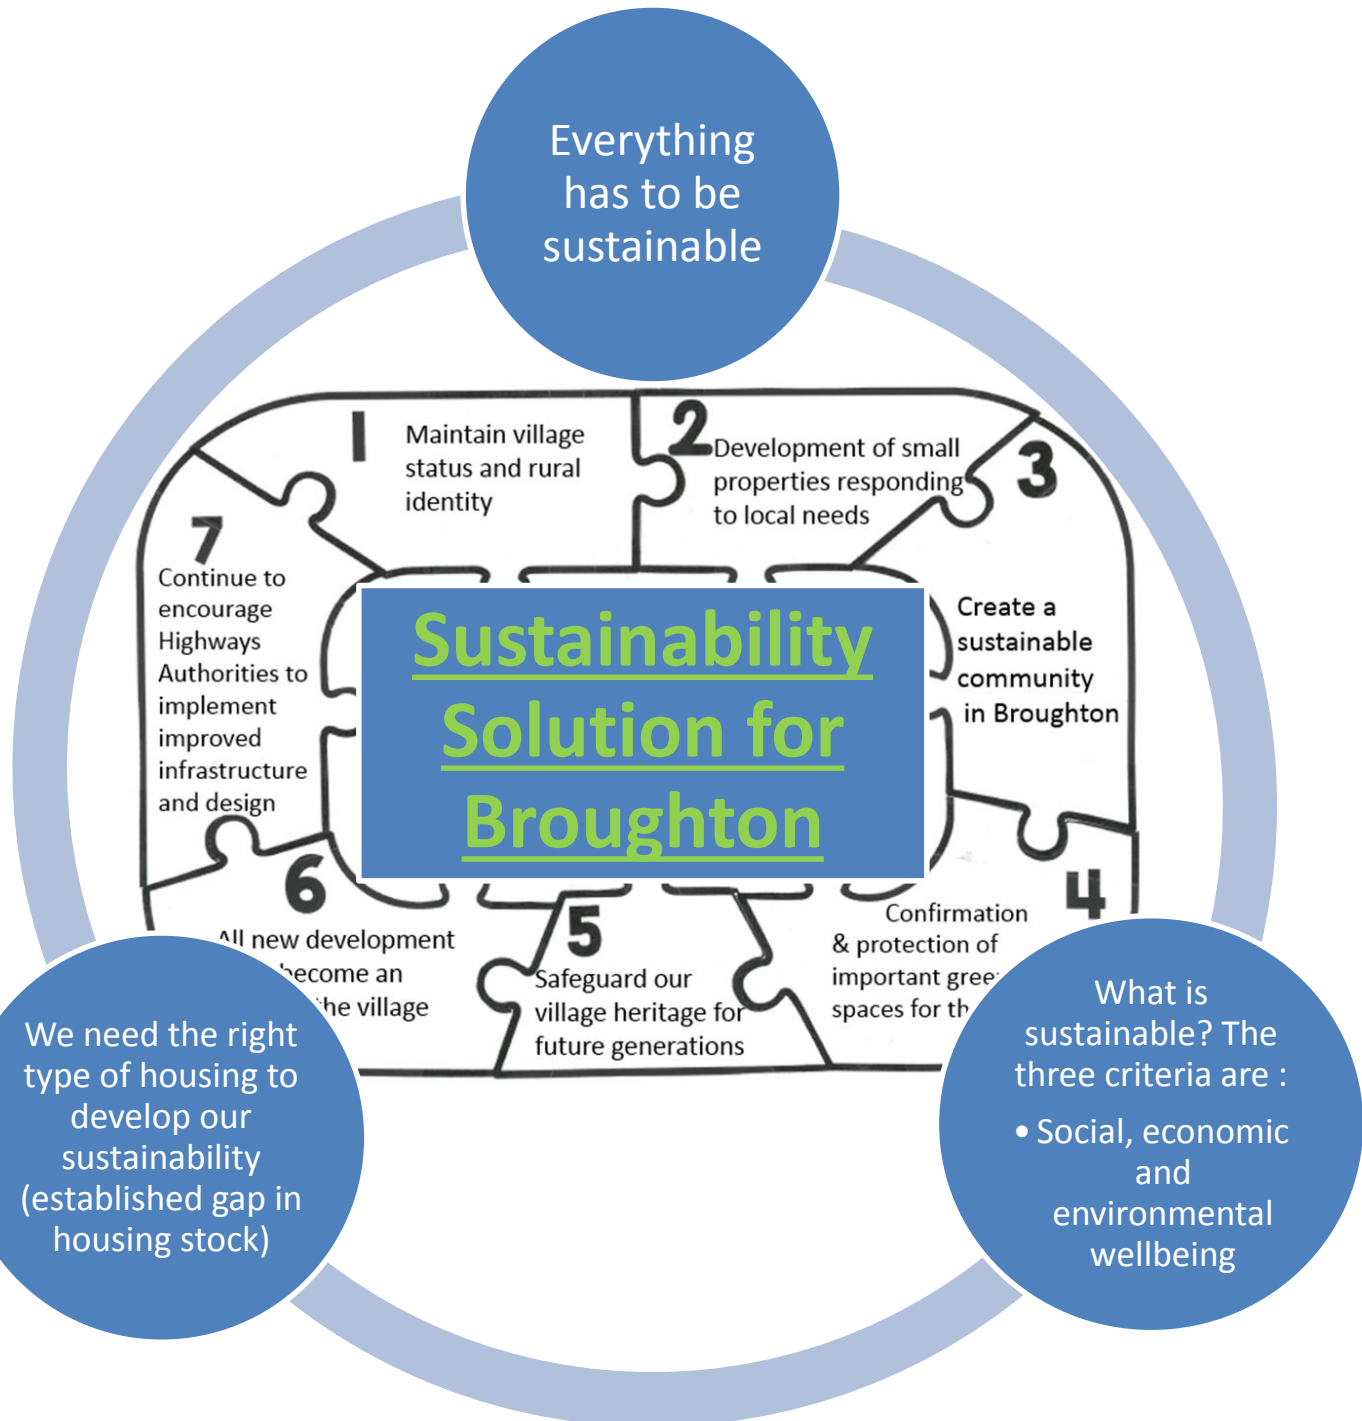 Everything
has to be
sustainable
1
Maintain village
status and rural
identity
2
Development of small
properties responding
to local needs
3
Create a
sustainable
community
in Broughton
7
Continue to
encourage
Highways
Authorities to
implement
improved
infrastructure
and design
Sustainability
Solution for
Broughton
6
All new development
become an
the village
5
Safeguard our
village heritage for
future generations
4
Confirmation
& protection of
important
spaces for
We need the right
type of housing to
develop our
sustainability
(established gap in
housing stock)
What is
sustainable? The
three criteria are :
• Social, economic
and
environmental
wellbeing